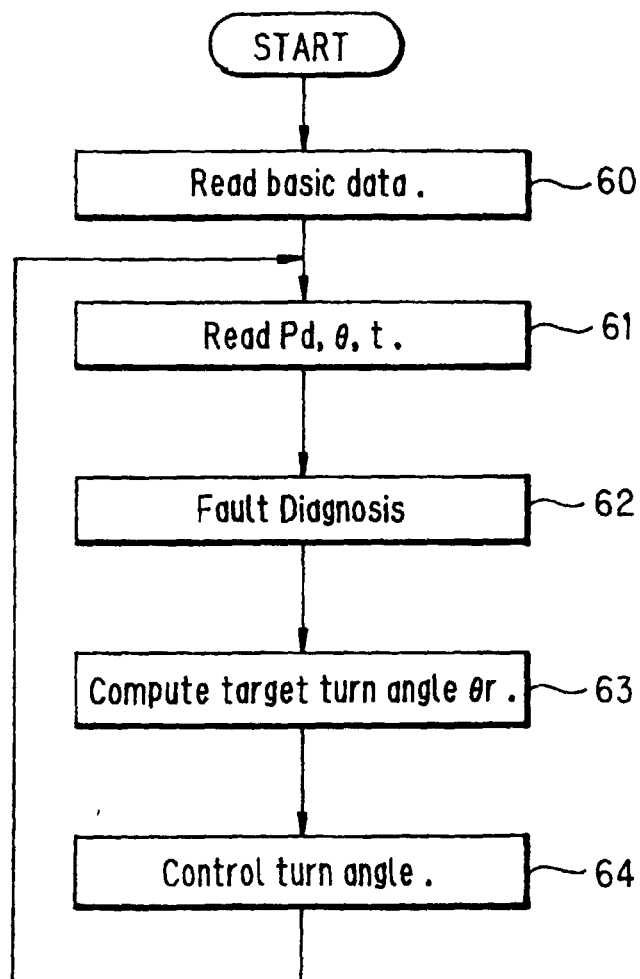 START
Read basic data .
60
Read Pd, θ, t .
61
Fault Diagnosis
62
Compute target turn angle θr .
63
Control turn angle .
64